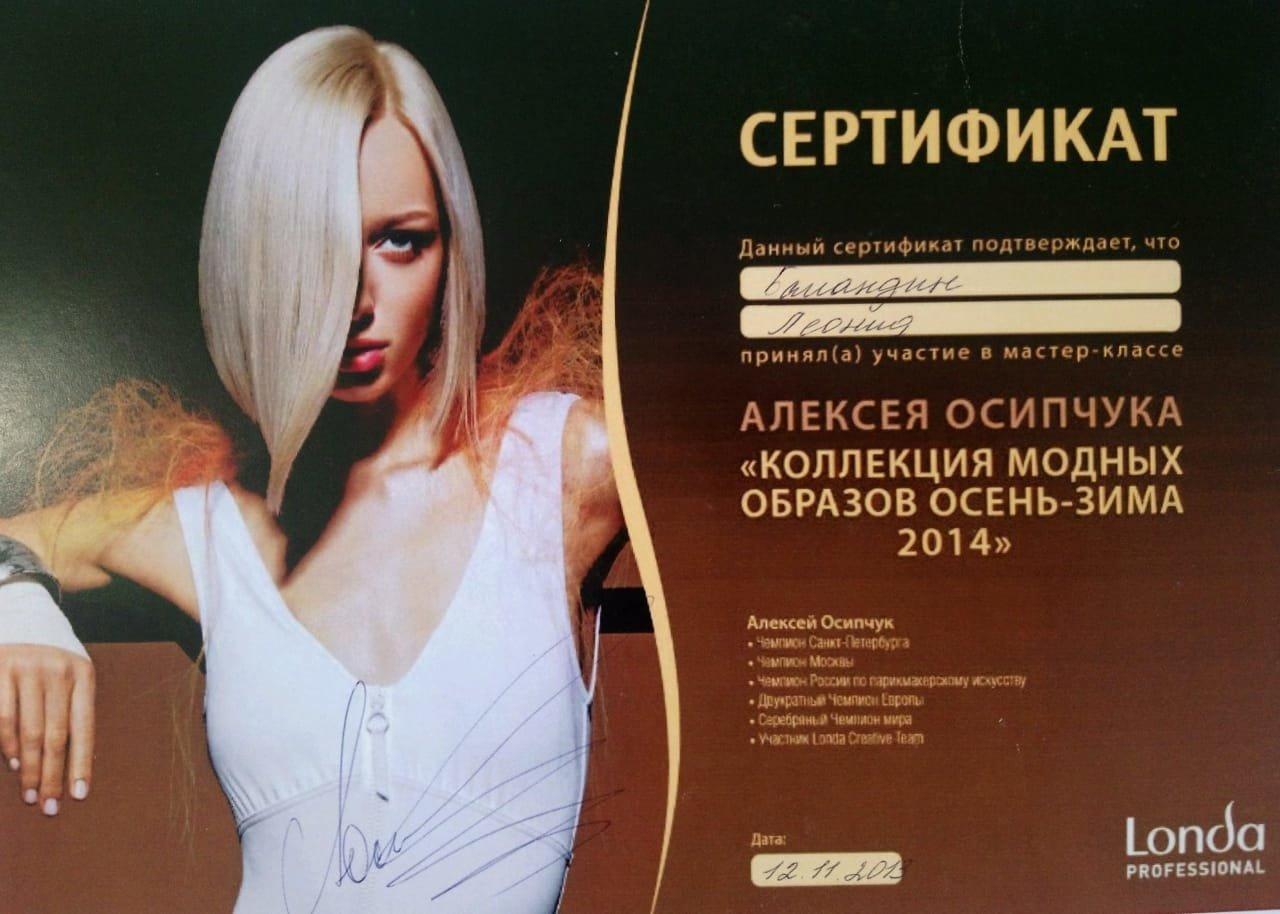 СЕРТИФИКАТ
Данный сертификат подтверждает, что
Баландин
Леонид
принял(а) участие в мастер-классе
АЛЕКСЕЯ ОСИПЧУКА
«КОЛЛЕКЦИЯ МОДНЫХ
ОБРАЗОВ ОСЕНЬ-ЗИМА
2014»
Алексей Осипчук
• Чемпион Санкт-Петербурга
• Чемпион Москвы
• Чемпион России по парикмахерскому искусству
• Двукратный Чемпион Европы
• Серебряный Чемпион мира
• Участник Londa Creative Team
Дата:
12.11.2013
Londa
PROFESSIONAL